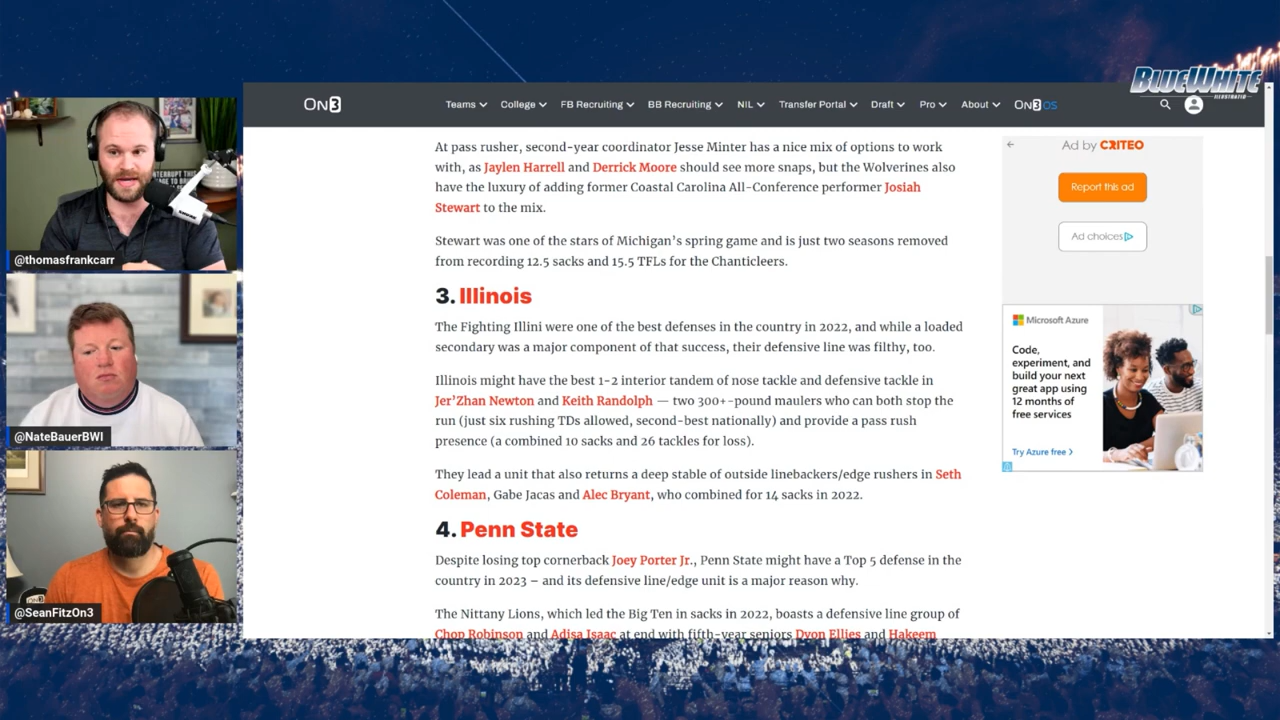 BLUEWHITE
ILLUSTRATED
ON3
Teams
College
FB Recruiting
BB Recruiting
NIL
Transfer Portal
Draft
Pro
About
ON3 OS
At pass rusher, second-year coordinator Jesse Minter has a nice mix of options to work
with, as Jaylen Harrell and Derrick Moore should see more snaps, but the Wolverines also
have the luxury of adding former Coastal Carolina All-Conference performer Josiah
Stewart to the mix.
Stewart was one of the stars of Michigan’s spring game and is just two seasons removed
from recording 12.5 sacks and 15.5 TFLs for the Chanticleers.
3. Illinois
The Fighting Illini were one of the best defenses in the country in 2022, and while a loaded
secondary was a major component of that success, their defensive line was filthy, too.
Illinois might have the best 1-2 interior tandem of nose tackle and defensive tackle in
Jer’Zhan Newton and Keith Randolph — two 300+-pound maulers who can both stop the
run (just six rushing TDs allowed, second-best nationally) and provide a pass rush
presence (a combined 10 sacks and 26 tackles for loss).
They lead a unit that also returns a deep stable of outside linebackers/edge rushers in Seth
Coleman, Gabe Jacas and Alec Bryant, who combined for 14 sacks in 2022.
4. Penn State
Despite losing top cornerback Joey Porter Jr., Penn State might have a Top 5 defense in the
country in 2023 – and its defensive line/edge unit is a major reason why.
The Nittany Lions, which led the Big Ten in sacks in 2022, boasts a defensive line group of
Chop Robinson and Adisa Isaac at end with fifth-year seniors Dvon Ellies and Hakeem
Ad by CRITEO
Report this ad
Ad choices
Microsoft Azure
Code,
experiment, and
build your next
great app using
12 months of
free services
Try Azure free >
@thomasfrankcarr
@NateBauerBWI
@SeanFitzOn3